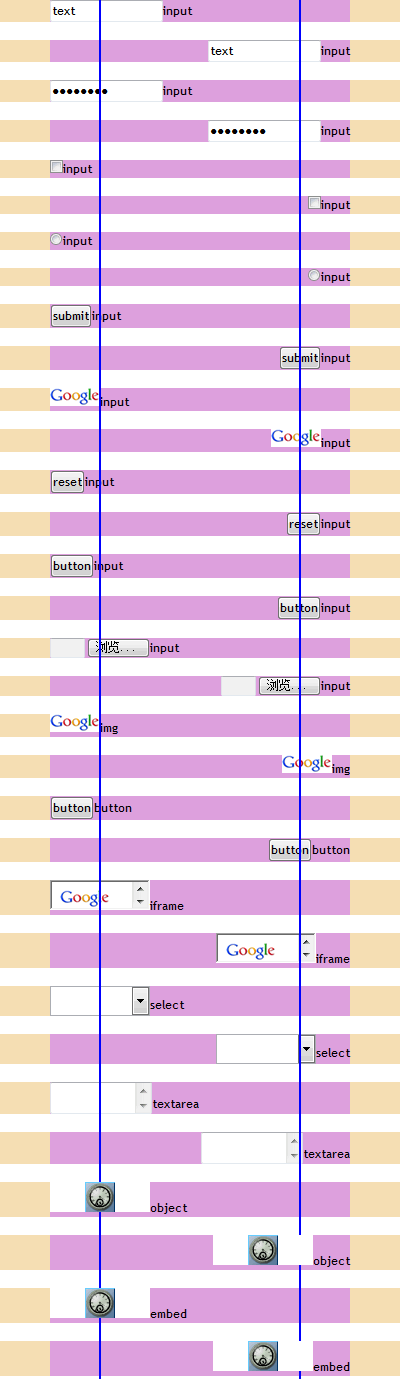 text input
text input
•••••••• input
•••••••• input
input
input
input
input
submit input
submit input
Google input
Google input
reset input
reset input
button input
button input
浏览... input
浏览... input
Google img
Google img
button button
button button
Google iframe
Google iframe
select
select
textarea
textarea
object
object
embed
embed